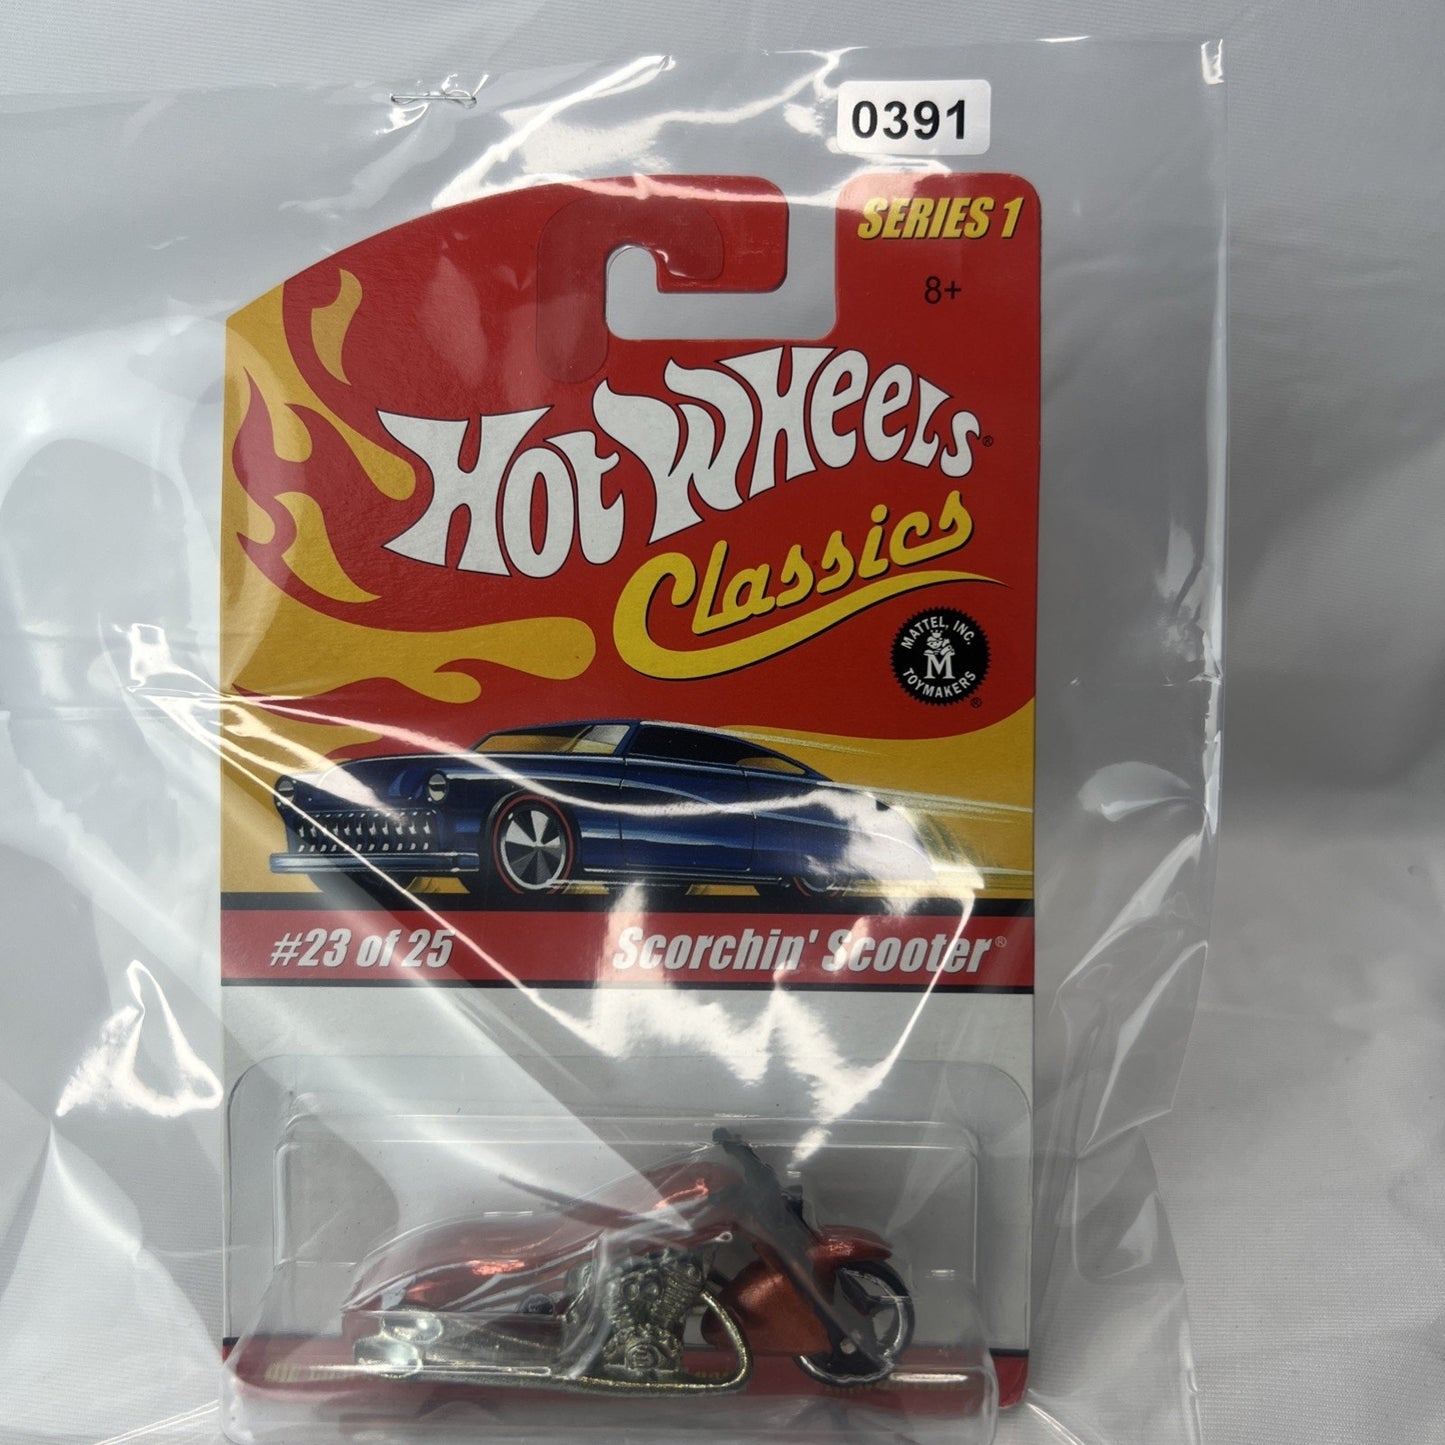 0391
SERIES 1
8+
Hot Wheels®
Classics
MATTEL, INC.
M
TOYMAKERS®
#23 of 25
Scorchin' Scooter®